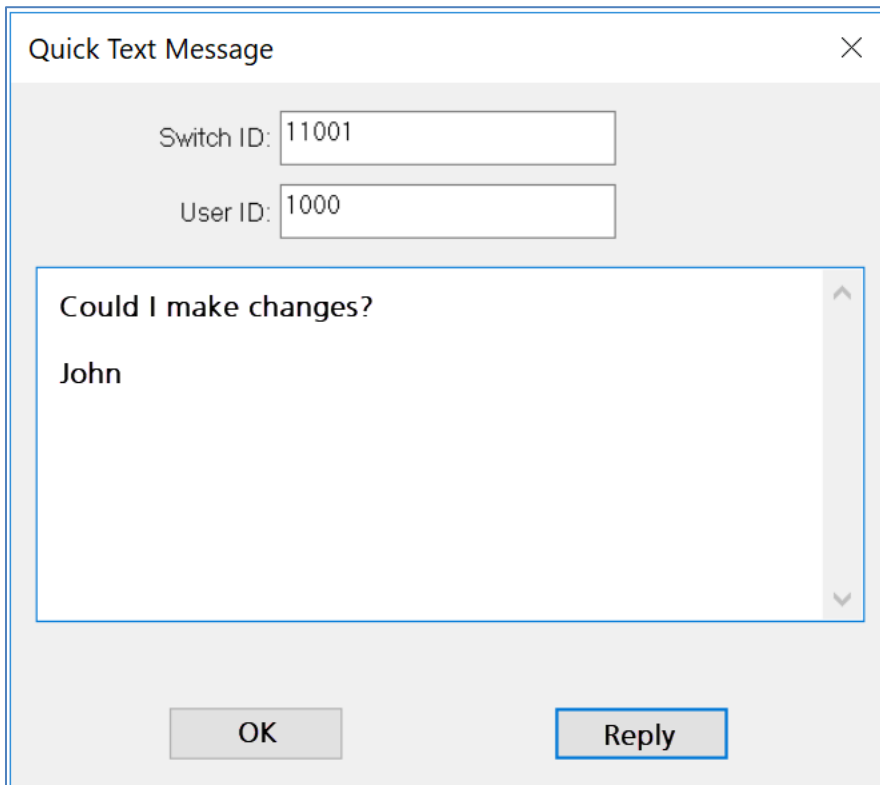 Quick Text Message
Switch ID: 11001
User ID: 1000
Could I make changes?
John
OK Reply